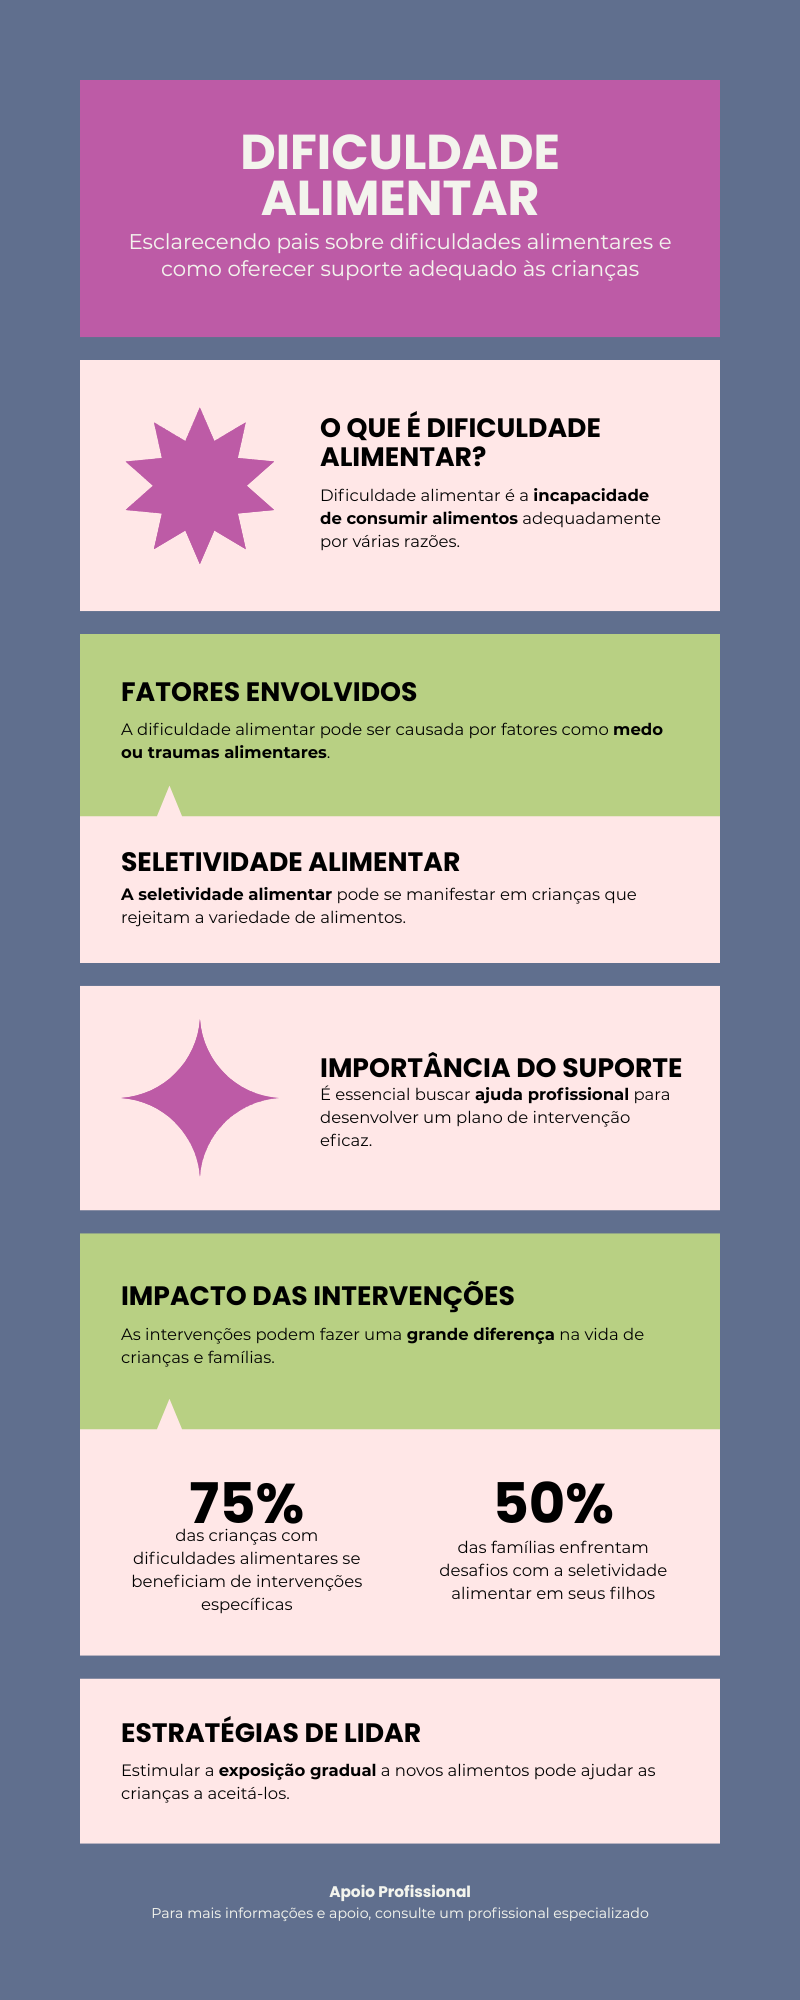 DIFICULDADE
ALIMENTAR
Esclarecendo pais sobre dificuldades alimentares e
como oferecer suporte adequado às crianças
O QUE É DIFICULDADE
ALIMENTAR?
Dificuldade alimentar é a incapacidade
de consumir alimentos adequadamente
por várias razões.
FATORES ENVOLVIDOS
A dificuldade alimentar pode ser causada por fatores como medo
ou traumas alimentares.
SELETIVIDADE ALIMENTAR
A seletividade alimentar pode se manifestar em crianças que
rejeitam a variedade de alimentos.
IMPORTÂNCIA DO SUPORTE
É essencial buscar ajuda profissional para
desenvolver um plano de intervenção
eficaz.
IMPACTO DAS INTERVENÇÕES
As intervenções podem fazer uma grande diferença na vida de
crianças e famílias.
75%
das crianças com
dificuldades alimentares se
beneficiam de intervenções
específicas
50%
das famílias enfrentam
desafios com a seletividade
alimentar em seus filhos
ESTRATÉGIAS DE LIDAR
Estimular a exposição gradual a novos alimentos pode ajudar as
crianças a aceitá-los.
Apoio Profissional
Para mais informações e apoio, consulte um profissional especializado